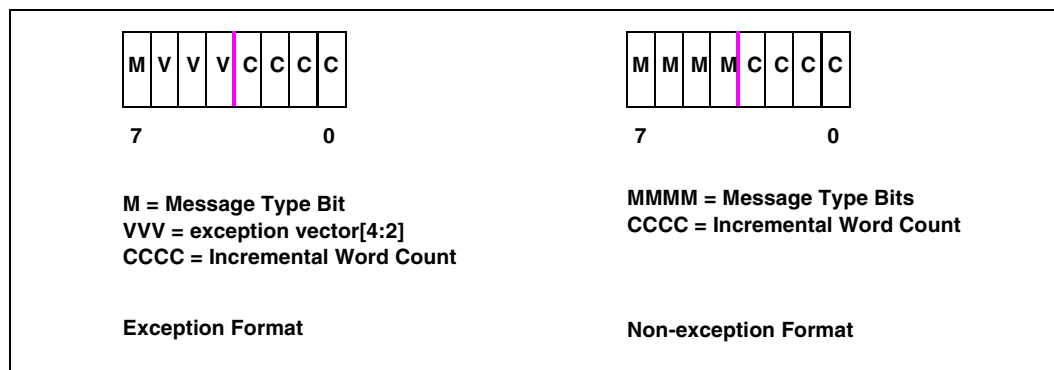 M V V V C C C C
7 0
M = Message Type Bit
VVV = exception vector[4:2]
CCCC = Incremental Word Count
Exception Format
M M M M C C C C
7 0
MMMM = Message Type Bits
CCCC = Incremental Word Count
Non-exception Format